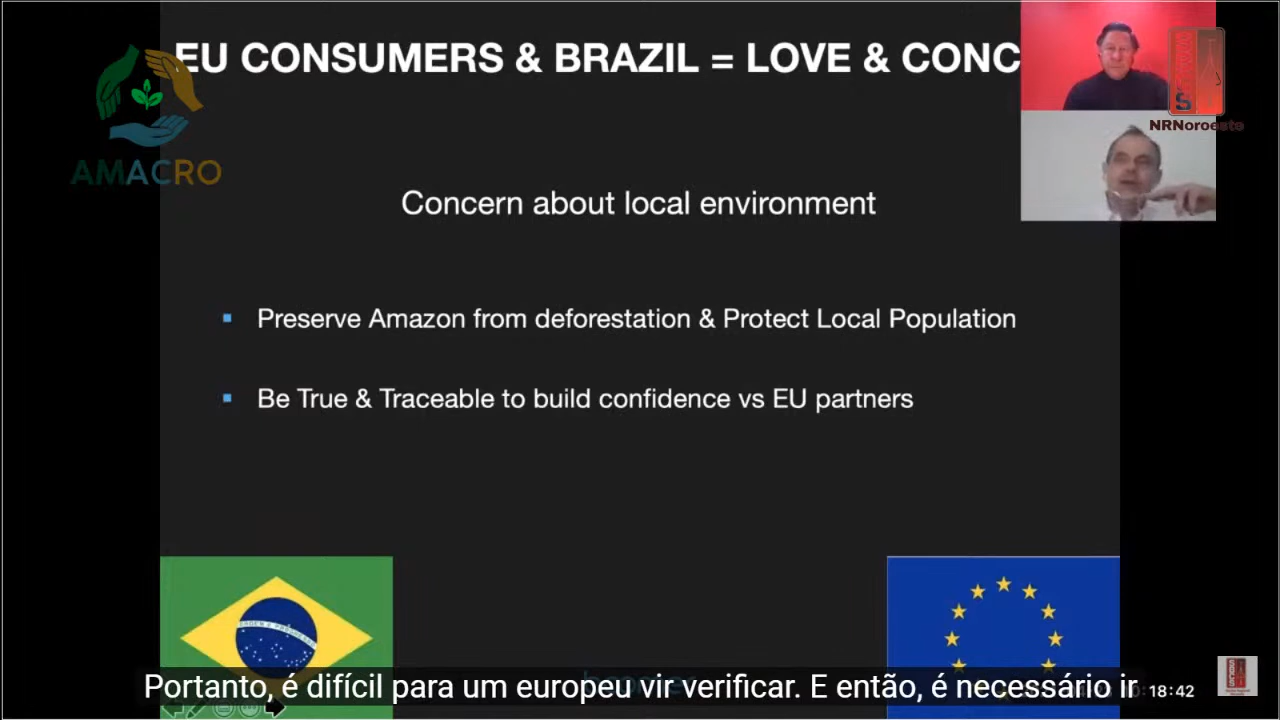 EU CONSUMERS & BRAZIL = LOVE & CONC
AMACRO
NRNoroeste
Concern about local environment
Preserve Amazon from deforestation & Protect Local Population
Be True & Traceable to build confidence vs EU partners
Portanto, é difícil para um europeu vir verificar. E então, é necessário ir
:18:42